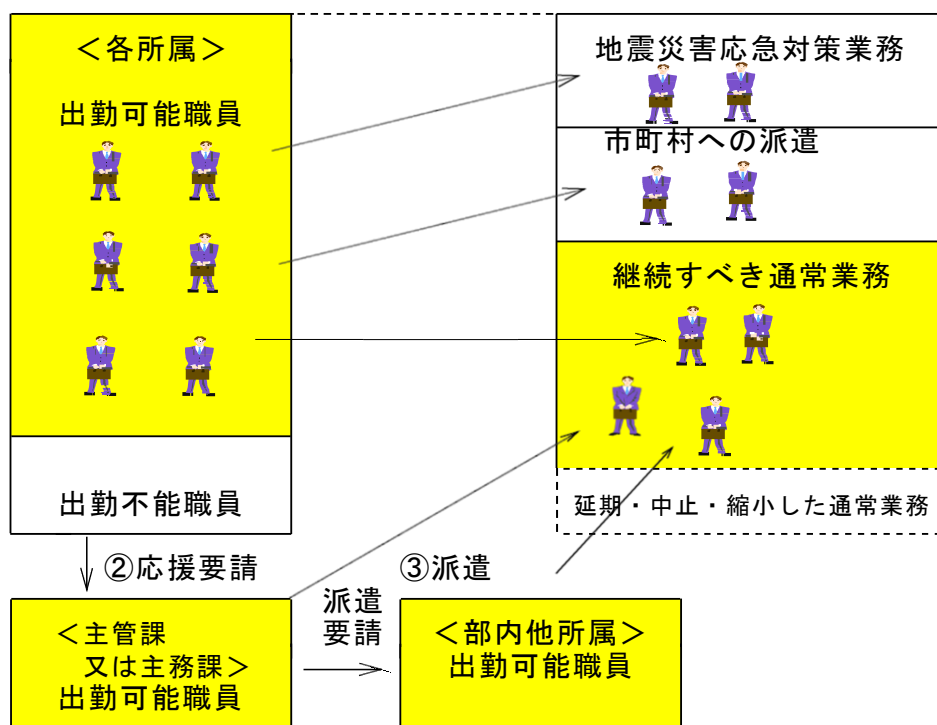 ＜各所属＞
出勤可能職員
出勤不能職員
地震災害応急対策業務
市町村への派遣
継続すべき通常業務
延期・中止・縮小した通常業務
②応援要請
③派遣
派遣
要請
＜主管課
又は主務課＞
出勤可能職員
＜部内他所属＞
出勤可能職員